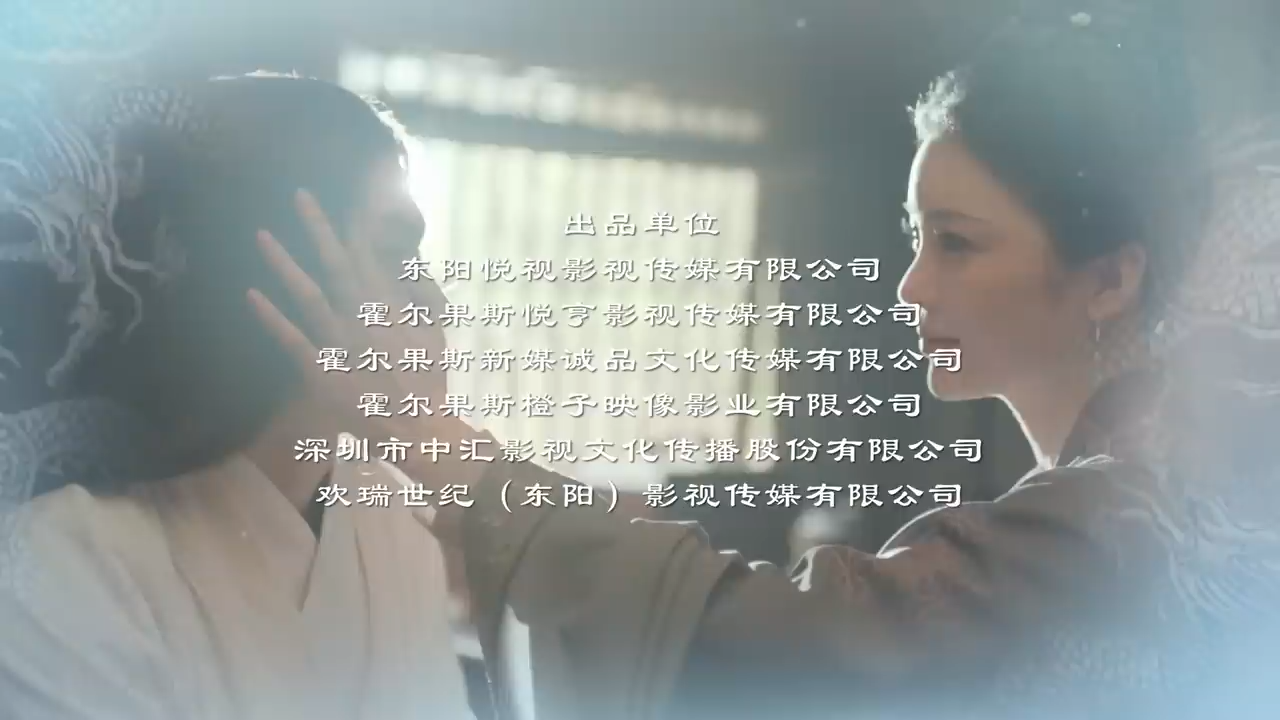 出品单位
东阳悦视影视传媒有限公司
霍尔果斯悦亨影视传媒有限公司
霍尔果斯新媒诚品文化传媒有限公司
霍尔果斯橙子映像影业有限公司
深圳市中汇影视文化传播股份有限公司
欢瑞世纪（东阳）影视传媒有限公司